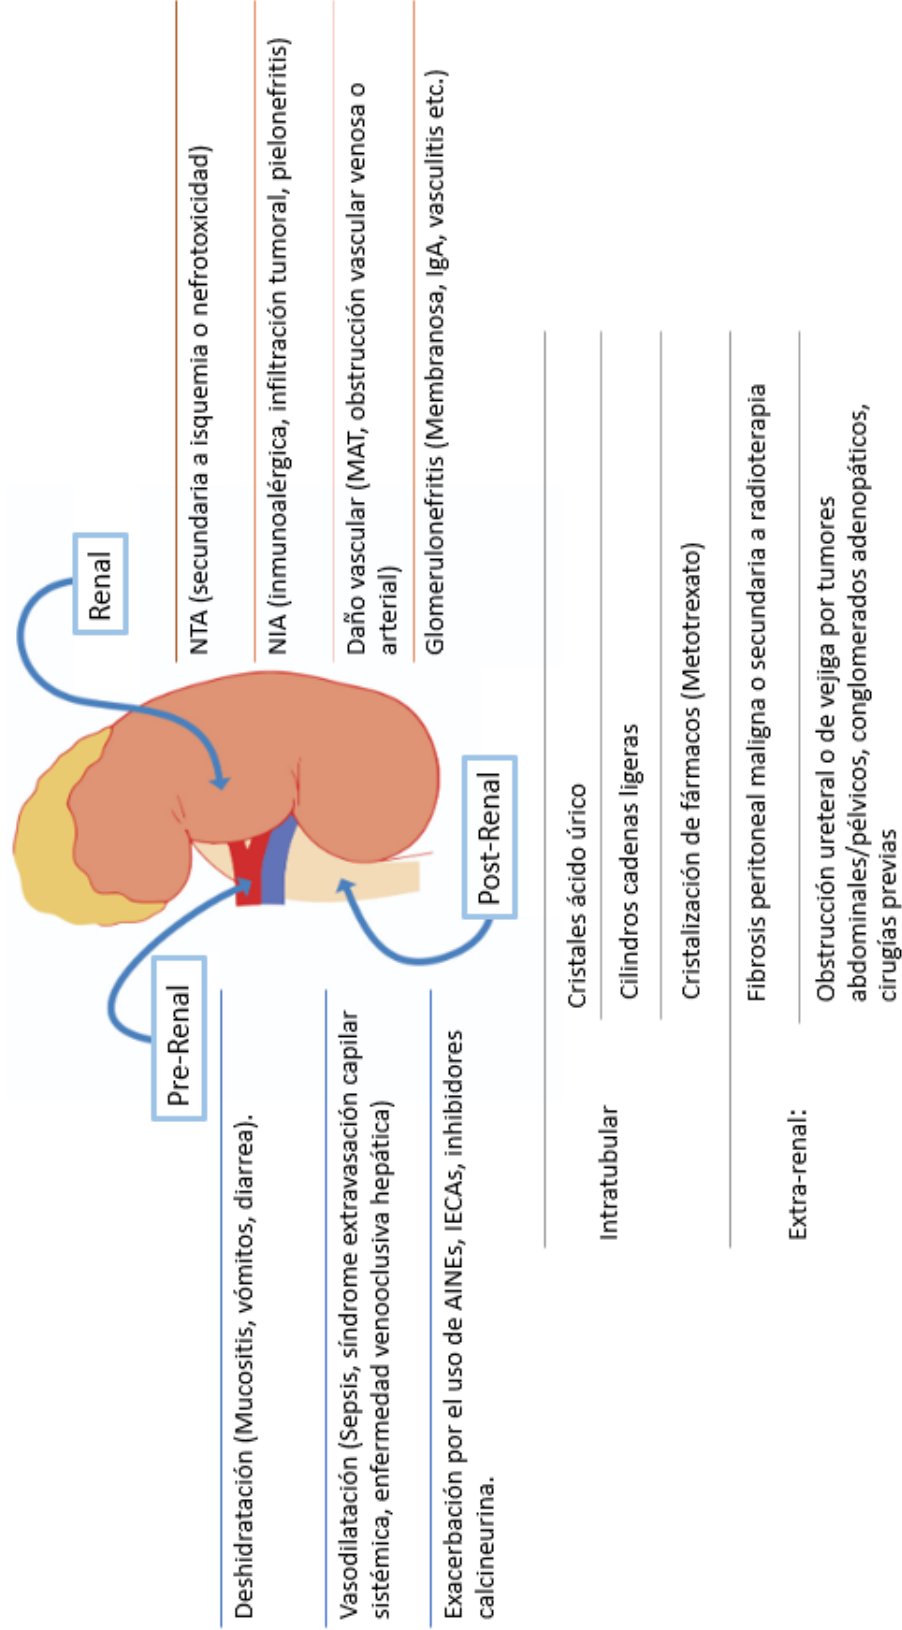 Pre-Renal
Deshidratación (Mucositis, vómitos, diarrea).
Vasodilatación (Sepsis, síndrome extravasación capilar
sistémica, enfermedad venooclusiva hepática)
Exacerbación por el uso de AINEs, IECAs, inhibidores
calcineurina.
Renal
NTA (secundaria a isquemia o nefrotoxicidad)
NIA (inmunoalérgica, infiltración tumoral, pielonefritis)
Daño vascular (MAT, obstrucción vascular venosa o
arterial)
Glomerulonefritis (Membranosa, IgA, vasculitis etc.)
Post-Renal
Intratubular
Cristales ácido úrico
Cilindros cadenas ligeras
Cristalización de fármacos (Metotrexato)
Extra-renal:
Fibrosis peritoneal maligna o secundaria a radioterapia
Obstrucción ureteral o de vejiga por tumores
abdominales/pélvicos, conglomerados adenopáticos,
cirugías previas